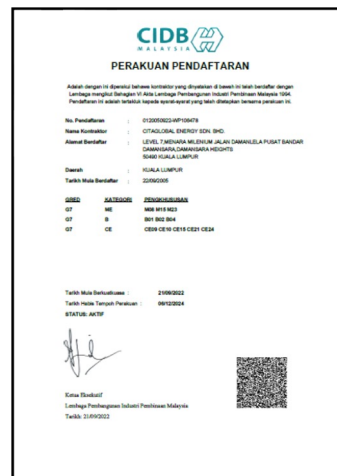 CIDB
MALAYSIA
PERAKUAN PENDAFTARAN
Adalah dengan ini diperakui bahawa kontraktor yang dinyatakan di bawah ini telah berdaftar dengan
Lembaga mengikut Bahagian VI Akta Lembaga Pembangunan Industri Pembinaan Malaysia 1994.
Pendaftaran ini adalah tertakluk kepada syarat-syarat yang telah ditetapkan bersama perakuan ini.
No. Pendaftaran : 0120050922-WP109478
Nama Kontraktor : CITAGLOBAL ENERGY SDN. BHD.
Alamat Berdaftar : LEVEL 7,MENARA MILENIUM JALAN DAMANLELA PUSAT BANDAR
DAMANSARA,DAMANSARA HEIGHTS
50490 KUALA LUMPUR
Daerah : KUALA LUMPUR
Tarikh Mula Berdaftar : 22/09/2005
GRED KATEGORI PENGKHUSUSAN
G7 ME M08 M15 M23
G7 B B01 B02 B04
G7 CE CE09 CE10 CE15 CE21 CE24
Tarikh Mula Berkuatkuasa : 21/09/2022
Tarikh Habis Tempoh Perakuan : 06/12/2024
STATUS: AKTIF
Ketua Eksekutif
Lembaga Pembangunan Industri Pembinaan Malaysia
Tarikh: 21/09/2022